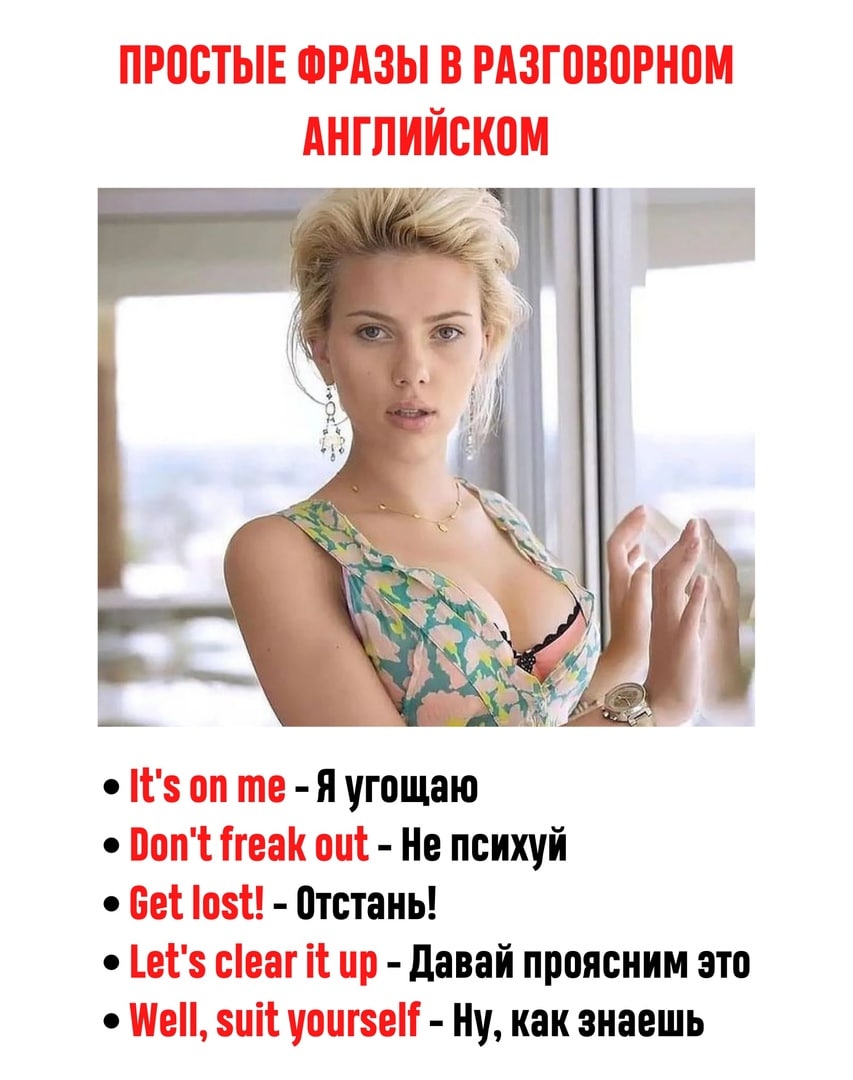 ПРОСТЫЕ ФРАЗЫ В РАЗГОВОРНОМ
АНГЛИЙСКОМ
• It's on me – Я угощаю
• Don't freak out – Не психуй
• Get lost! – Отстань!
• Let's clear it up – Давай проясним это
• Well, suit yourself – Ну, как знаешь